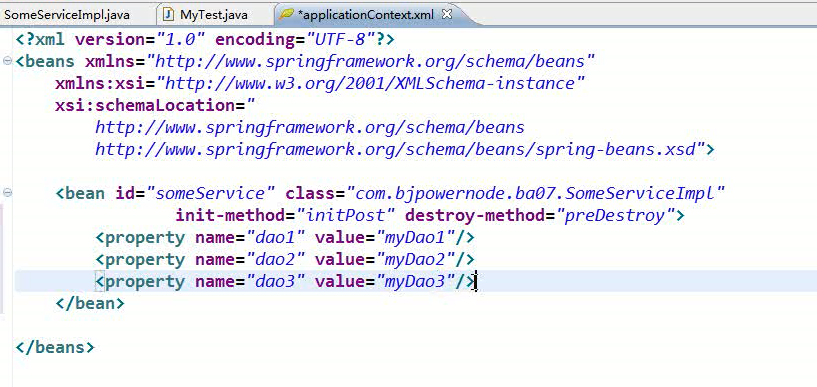 SomeServiceImpl.java MyTest.java *applicationContext.xml
<?xml version="1.0" encoding="UTF-8"?>
<beans xmlns="http://www.springframework.org/schema/beans"
    xmlns:xsi="http://www.w3.org/2001/XMLSchema-instance"
    xsi:schemaLocation="
        http://www.springframework.org/schema/beans
        http://www.springframework.org/schema/beans/spring-beans.xsd">
    <bean id="someService" class="com.bjpowernode.ba07.SomeServiceImpl"
                init-method="initPost" destroy-method="preDestroy">
        <property name="dao1" value="myDao1"/>
        <property name="dao2" value="myDao2"/>
        <property name="dao3" value="myDao3"/>
    </bean>
</beans>